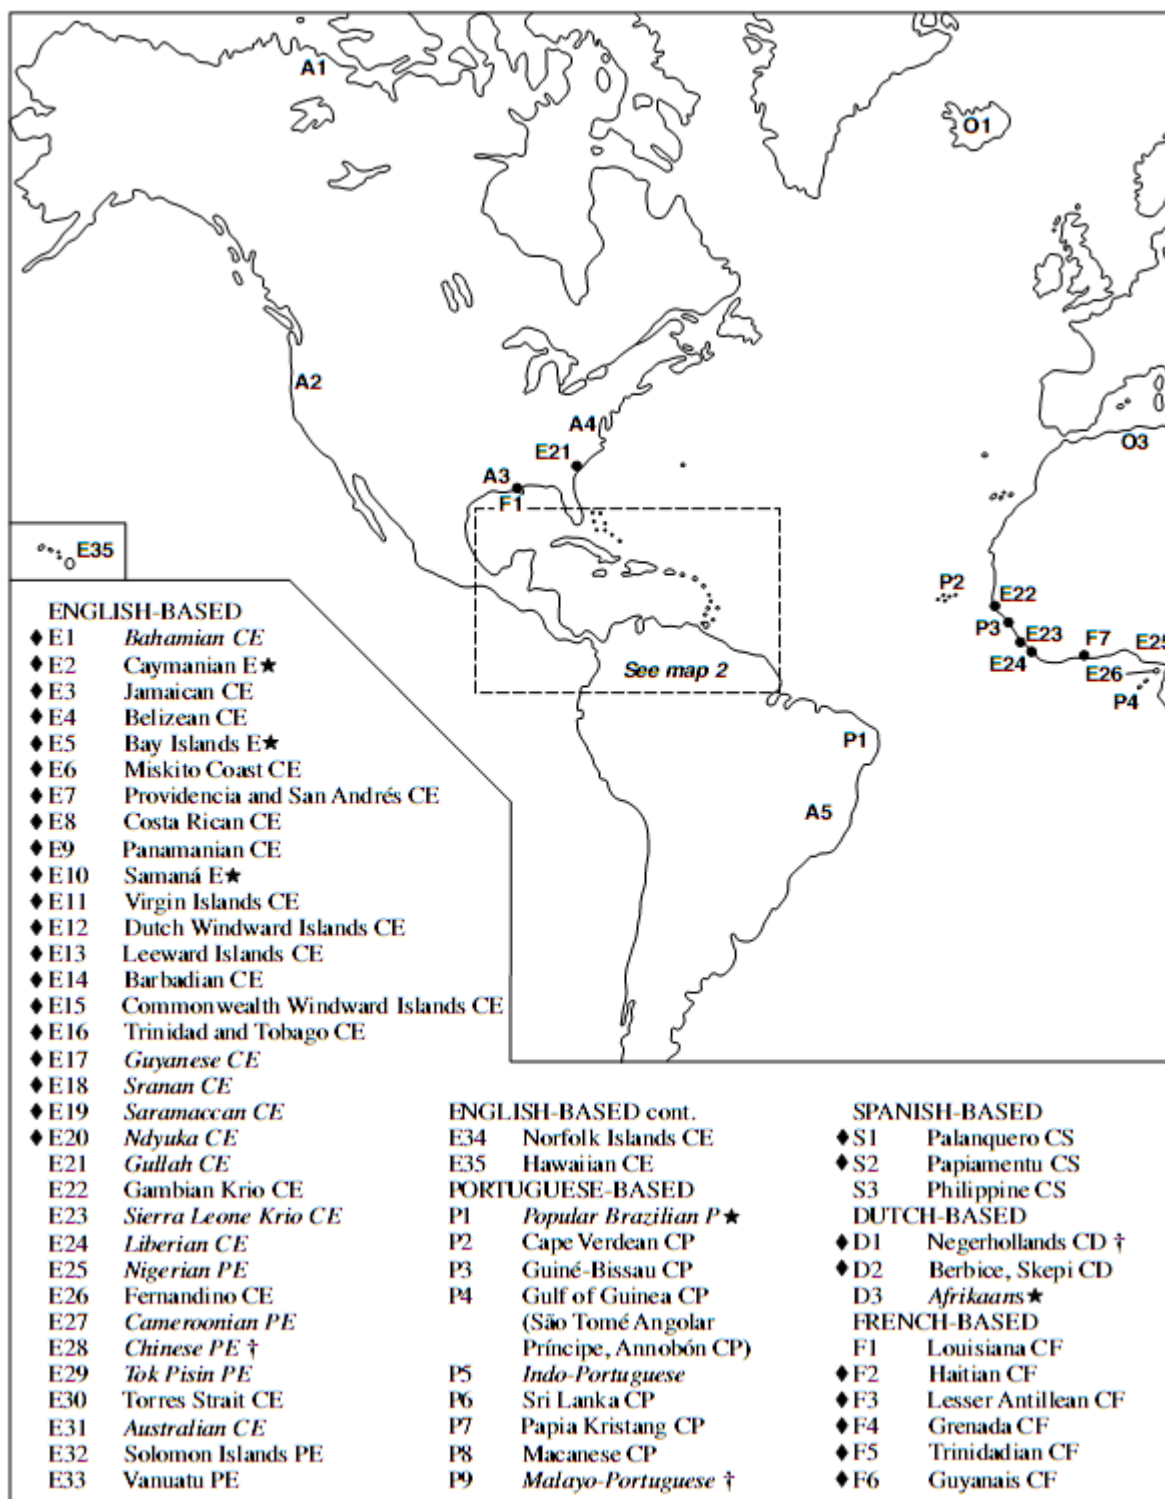 A1
O1
A2
A4
E21
O3
A3
F1
E35
P2
E22
P3
E23
F7
E25
E24
E26
P4
See map 2
P1
A5
ENGLISH-BASED
♦E1 Bahamian CE
♦E2 Caymanian E★
♦E3 Jamaican CE
♦E4 Belizean CE
♦E5 Bay Islands E★
♦E6 Miskito Coast CE
♦E7 Providencia and San Andrés CE
♦E8 Costa Rican CE
♦E9 Panamanian CE
♦E10 Samaná E★
♦E11 Virgin Islands CE
♦E12 Dutch Windward Islands CE
♦E13 Leeward Islands CE
♦E14 Barbadian CE
♦E15 Commonwealth Windward Islands CE
♦E16 Trinidad and Tobago CE
♦E17 Guyanese CE
♦E18 Sranan CE
♦E19 Saramaccan CE
♦E20 Ndyuka CE
E21 Gullah CE
E22 Gambian Krio CE
E23 Sierra Leone Krio CE
E24 Liberian CE
E25 Nigerian PE
E26 Fernandino CE
E27 Cameroonian PE
E28 Chinese PE †
E29 Tok Pisin PE
E30 Torres Strait CE
E31 Australian CE
E32 Solomon Islands PE
E33 Vanuatu PE
ENGLISH-BASED cont.
E34 Norfolk Islands CE
E35 Hawaiian CE
PORTUGUESE-BASED
P1 Popular Brazilian P★
P2 Cape Verdean CP
P3 Guiné-Bissau CP
P4 Gulf of Guinea CP
(São Tomé Angolar
Príncipe, Annobón CP)
P5 Indo-Portuguese
P6 Sri Lanka CP
P7 Papia Kristang CP
P8 Macanese CP
P9 Malayo-Portuguese †
SPANISH-BASED
♦S1 Palanquero CS
♦S2 Papiamentu CS
S3 Philippine CS
DUTCH-BASED
♦D1 Negerhollands CD †
♦D2 Berbice, Skepi CD
D3 Afrikaans★
FRENCH-BASED
F1 Louisiana CF
♦F2 Haitian CF
♦F3 Lesser Antillean CF
♦F4 Grenada CF
♦F5 Trinidadian CF
♦F6 Guyanais CF